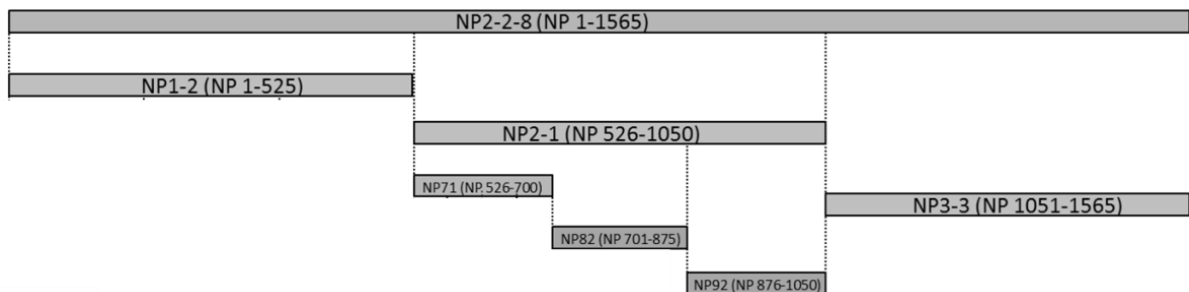 NP2-2-8 (NP 1-1565)
NP1-2 (NP 1-525)
NP2-1 (NP 526-1050)
NP71 (NP. 526-700)
NP3-3 (NP 1051-1565)
NP82 (NP 701-875)
NP92 (NP 876-1050)